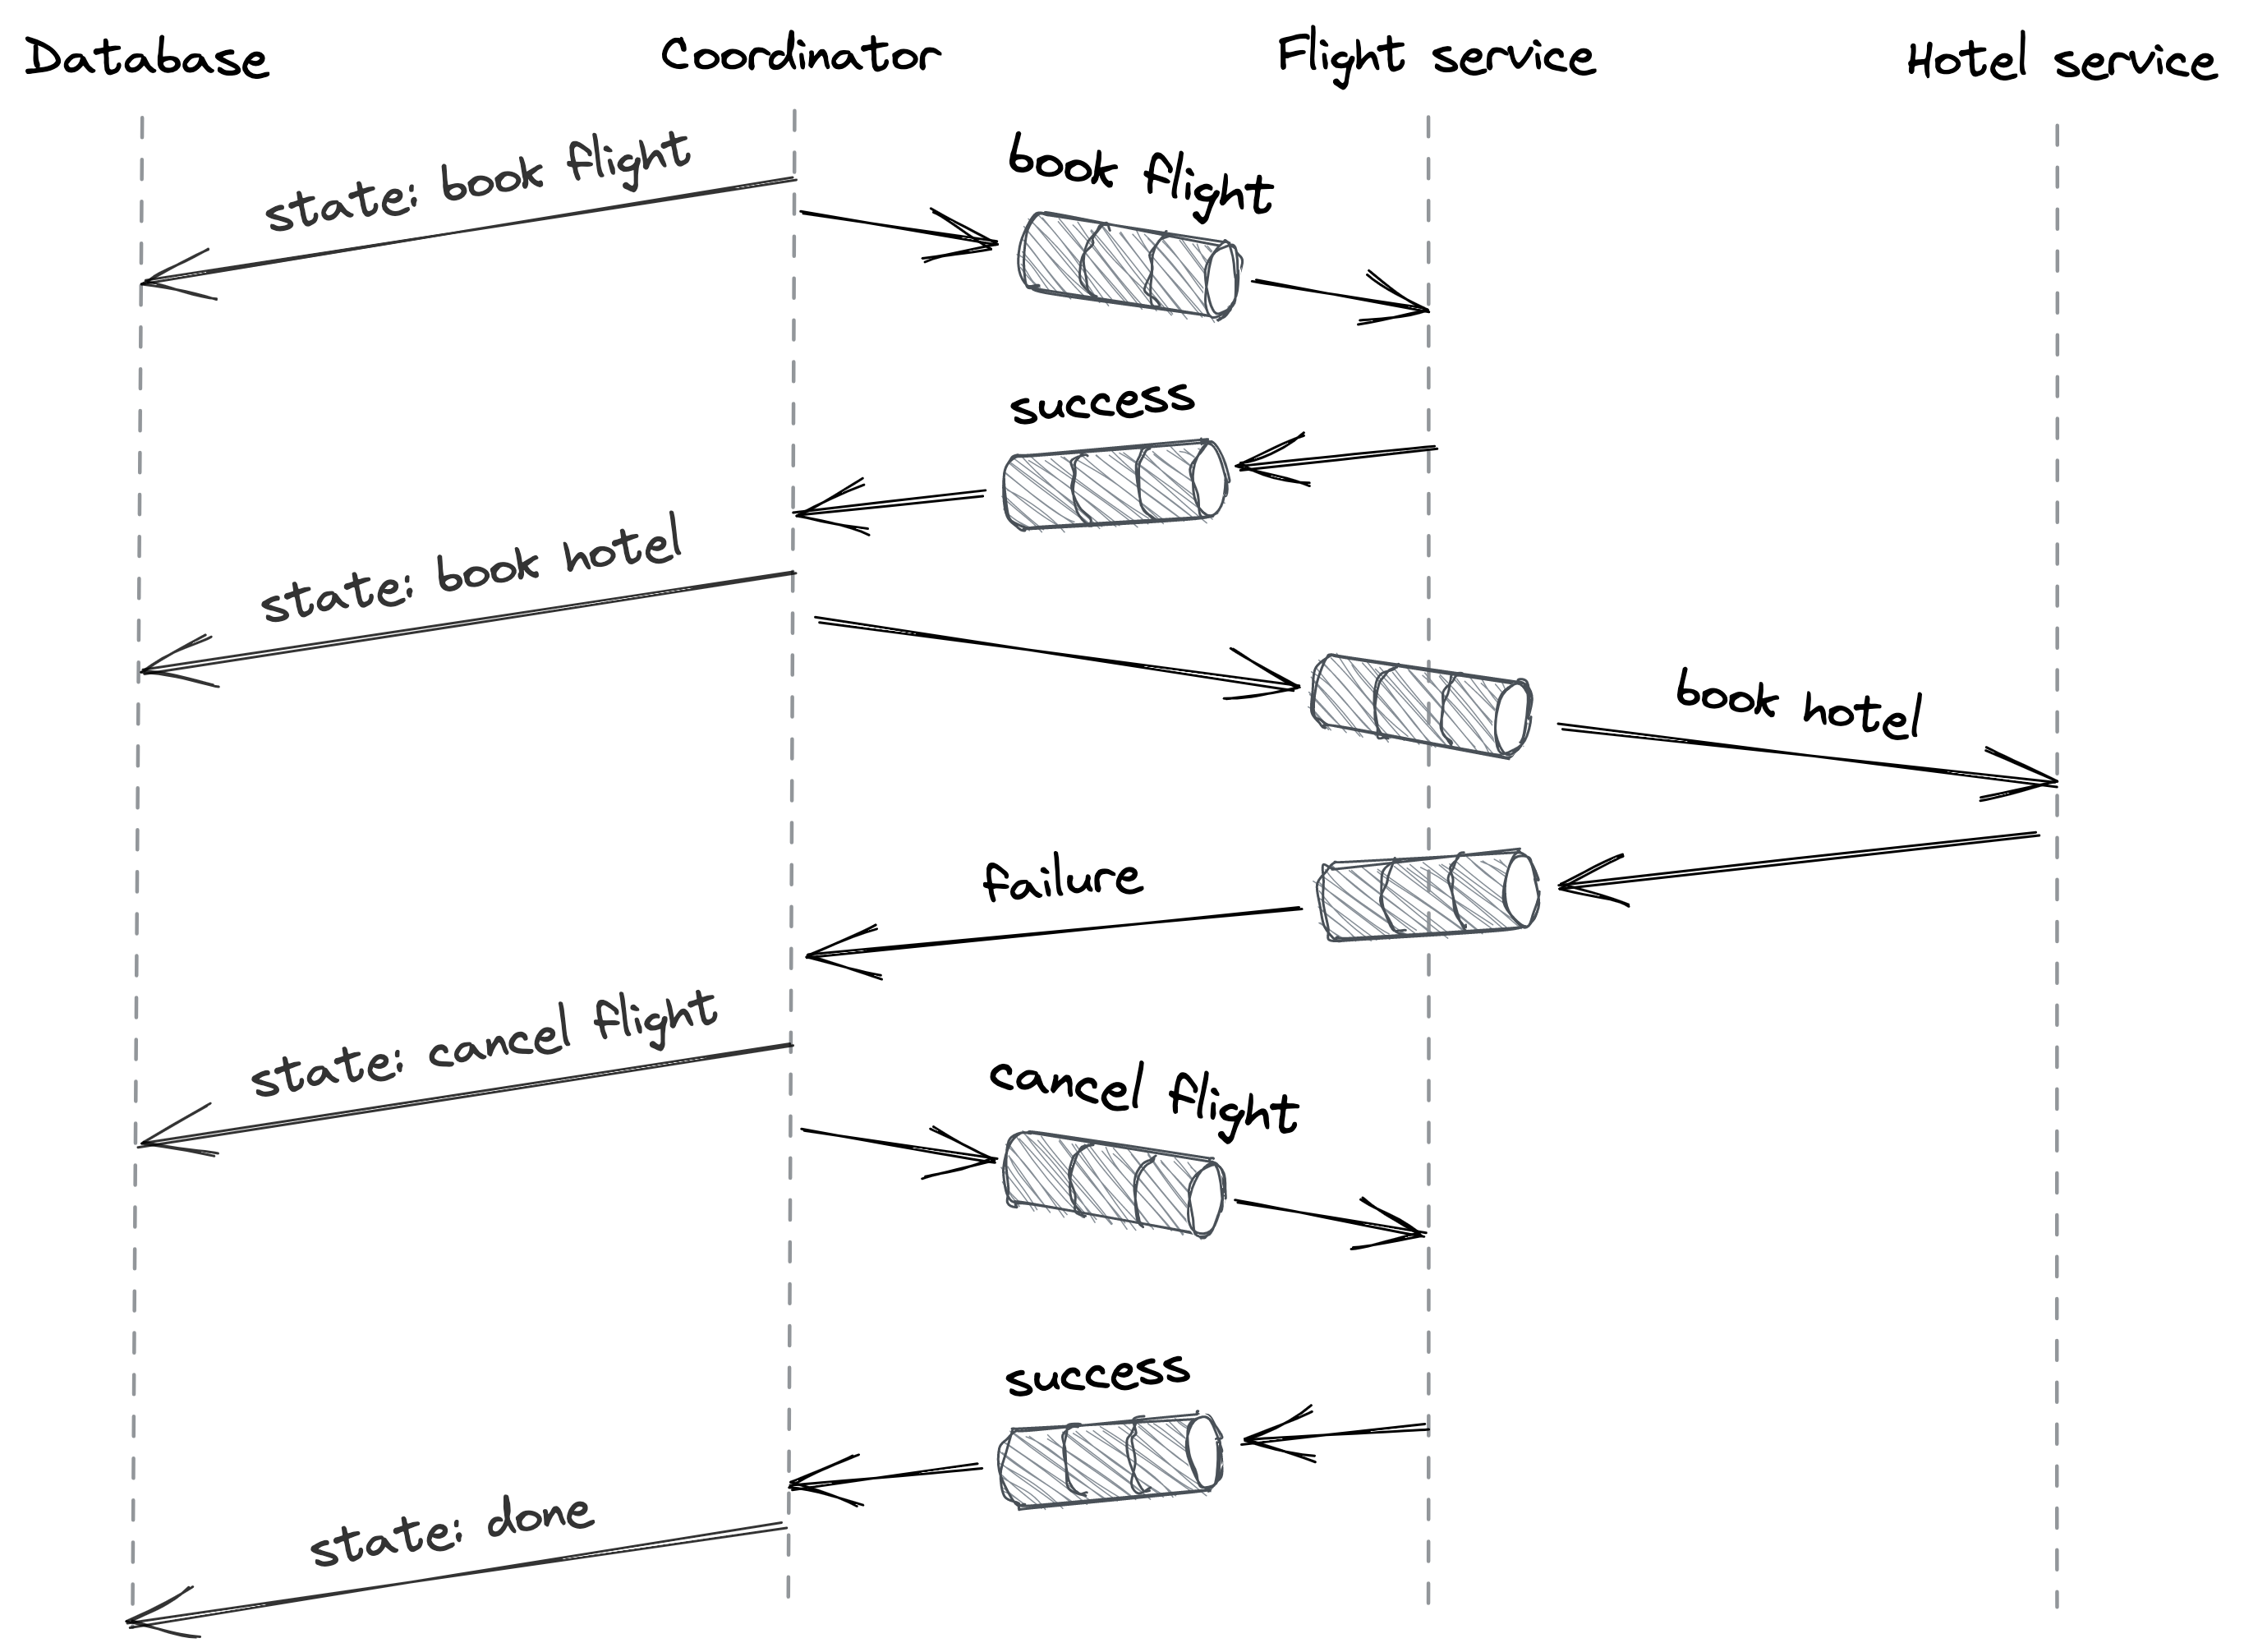 Database
Coordinator
Flight service
Hotel service
state: book flight
book flight
success
state: book hotel
book hotel
failure
state: cancel flight
cancel flight
success
state: done